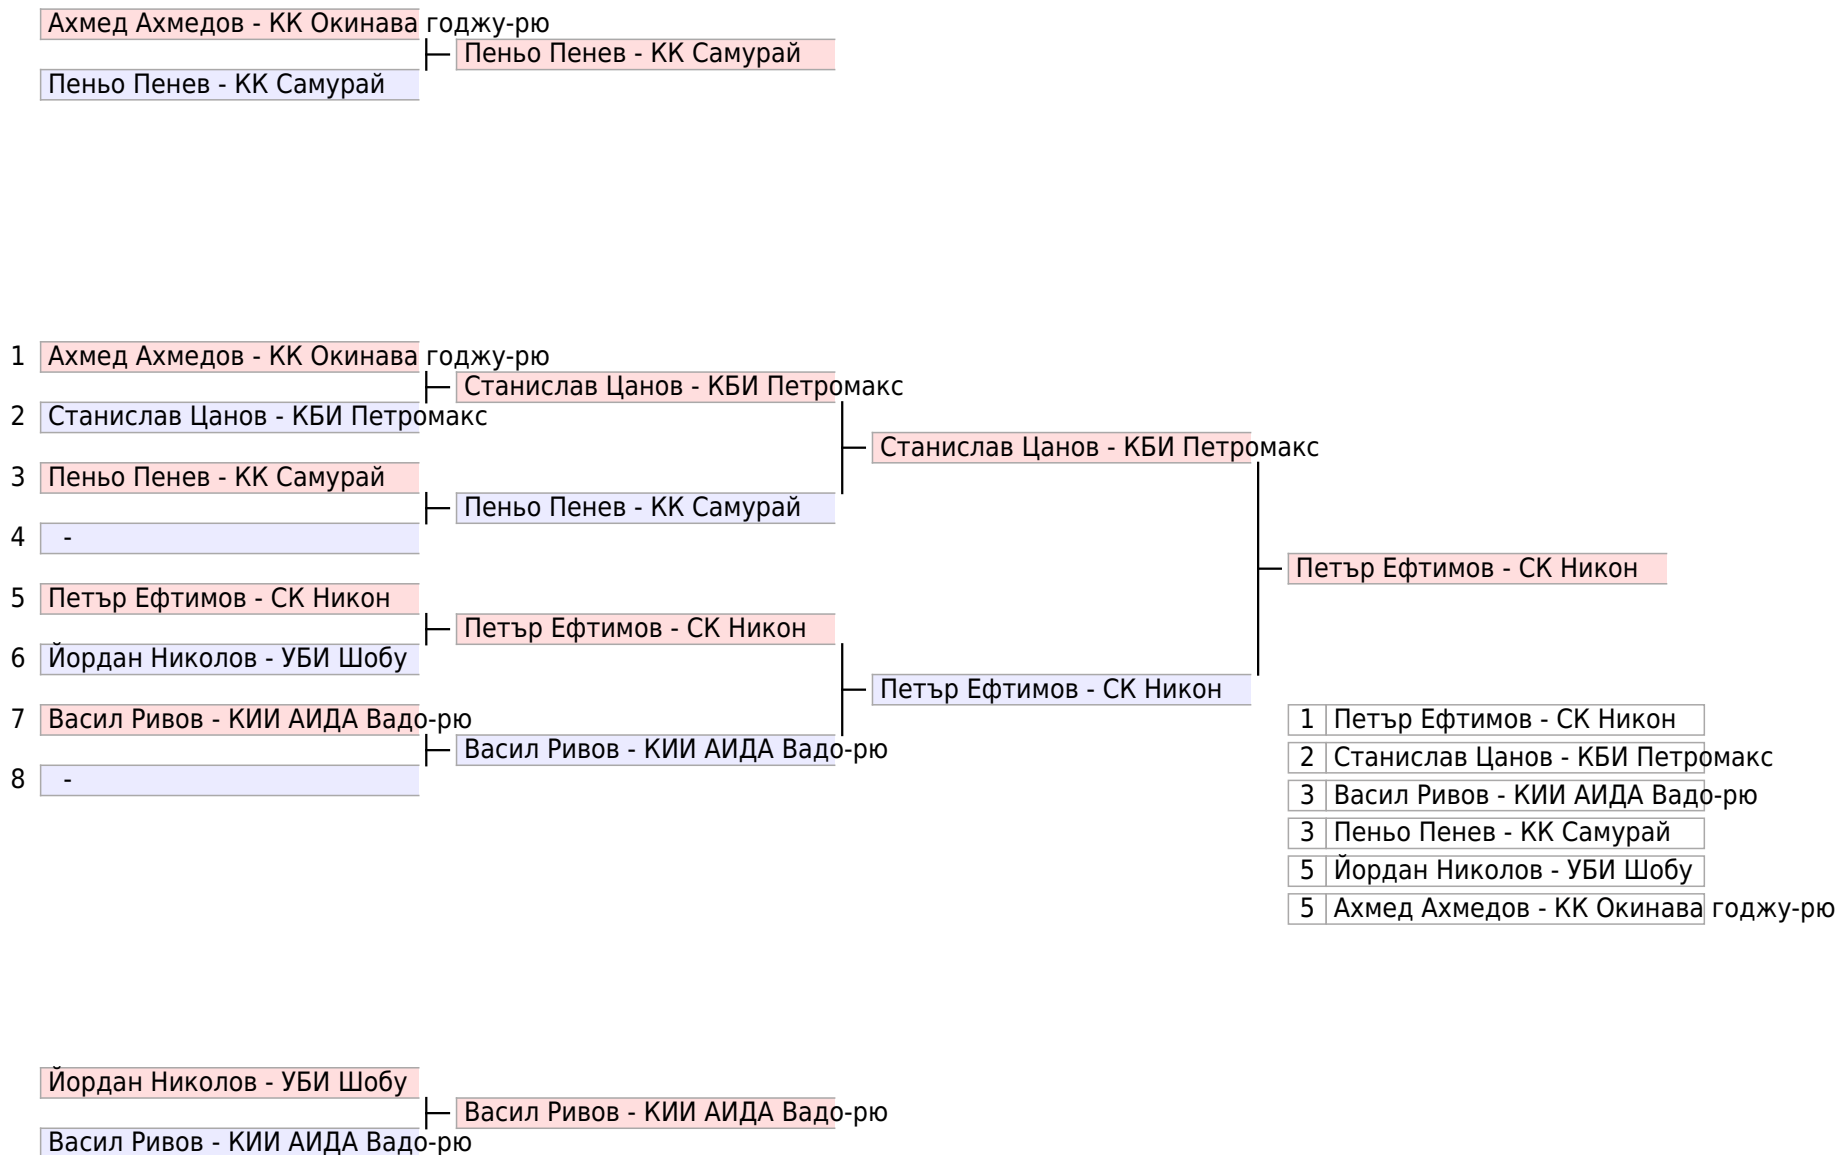 Ахмед Ахмедов - КК Окинава годжу-рю
Пеньо Пенев - КК Самурай
Пеньо Пенев - КК Самурай
1 Ахмед Ахмедов - КК Окинава годжу-рю
Станислав Цанов - КБИ Петромакс
2 Станислав Цанов - КБИ Петромакс
Станислав Цанов - КБИ Петромакс
3 Пеньо Пенев - КК Самурай
Пеньо Пенев - КК Самурай
4 -
Петър Ефтимов - СК Никон
5 Петър Ефтимов - СК Никон
Петър Ефтимов - СК Никон
6 Йордан Николов - УБИ Шобу
Петър Ефтимов - СК Никон
7 Васил Ривов - КИИ АИДА Вадо-рю
Васил Ривов - КИИ АИДА Вадо-рю
8 -
1 Петър Ефтимов - СК Никон
2 Станислав Цанов - КБИ Петромакс
3 Васил Ривов - КИИ АИДА Вадо-рю
3 Пеньо Пенев - КК Самурай
5 Йордан Николов - УБИ Шобу
5 Ахмед Ахмедов - КК Окинава годжу-рю
Йордан Николов - УБИ Шобу
Васил Ривов - КИИ АИДА Вадо-рю
Васил Ривов - КИИ АИДА Вадо-рю